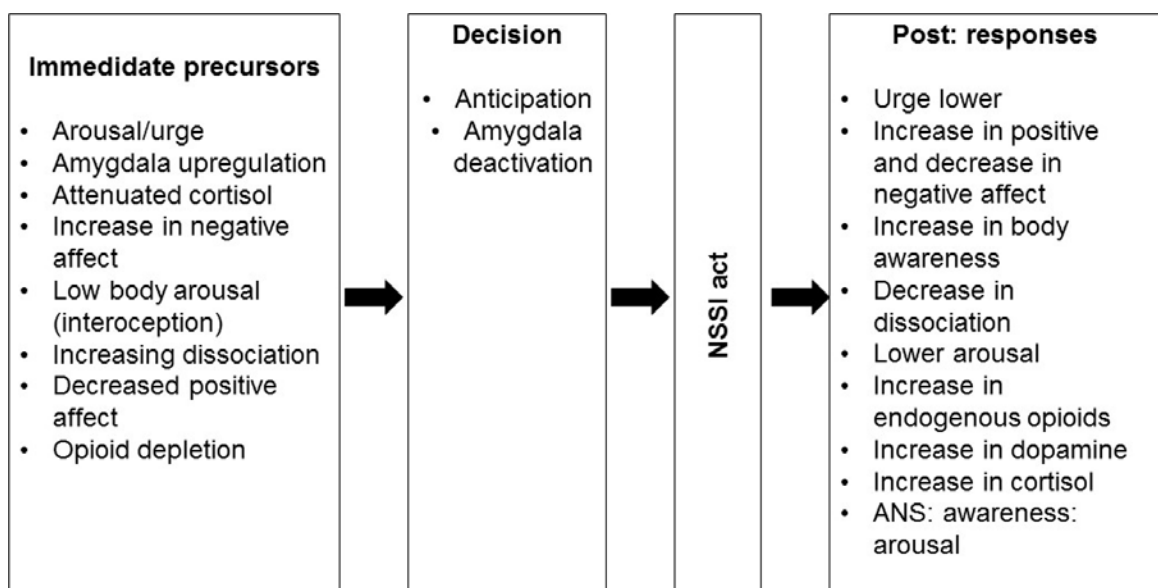 Immedidate precursors
• Arousal/urge
• Amygdala upregulation
• Attenuated cortisol
• Increase in negative
affect
• Low body arousal
(interoception)
• Increasing dissociation
• Decreased positive
affect
• Opioid depletion
Decision
• Anticipation
• Amygdala
deactivation
NSSI act
Post: responses
• Urge lower
• Increase in positive
and decrease in
negative affect
• Increase in body
awareness
• Decrease in
dissociation
• Lower arousal
• Increase in
endogenous opioids
• Increase in dopamine
• Increase in cortisol
• ANS: awareness:
arousal